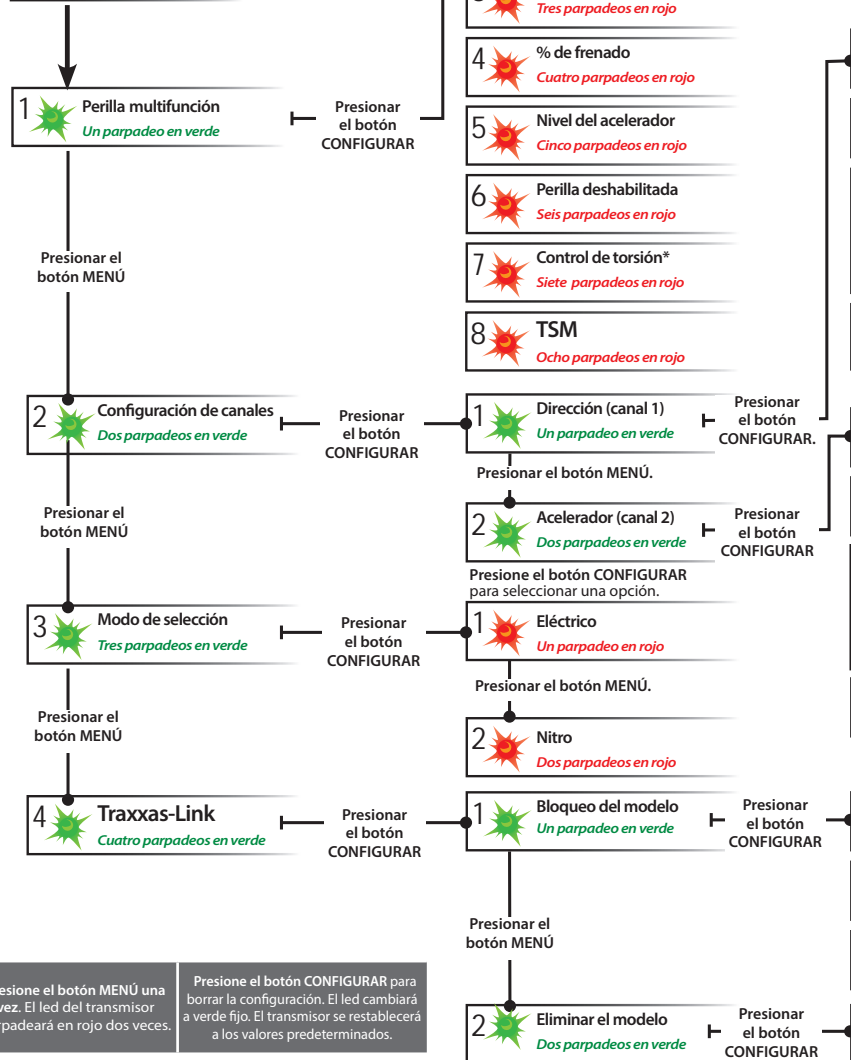 3
Tres parpadeos en rojo
4
% de frenado
Cuatro parpadeos en rojo
1
Perilla multifunción
Un parpadeo en verde
Presionar
el botón
CONFIGURAR
5
Nivel del acelerador
Cinco parpadeos en rojo
6
Perilla deshabilitada
Seis parpadeos en rojo
7
Control de torsión*
Siete parpadeos en rojo
8
TSM
Ocho parpadeos en rojo
Presionar el
botón MENÚ
2
Configuración de canales
Dos parpadeos en verde
Presionar
el botón
CONFIGURAR
1
Dirección (canal 1)
Un parpadeo en verde
Presionar
el botón
CONFIGURAR.
Presionar el botón MENÚ.
2
Acelerador (canal 2)
Dos parpadeos en verde
Presionar
el botón
CONFIGURAR
Presionar el
botón MENÚ
Presione el botón CONFIGURAR
para seleccionar una opción.
3
Modo de selección
Tres parpadeos en verde
Presionar
el botón
CONFIGURAR
1
Eléctrico
Un parpadeo en rojo
Presionar el botón MENÚ.
2
Nitro
Dos parpadeos en rojo
Presionar el
botón MENÚ
4
Traxxas-Link
Cuatro parpadeos en verde
Presionar
el botón
CONFIGURAR
1
Bloqueo del modelo
Un parpadeo en verde
Presionar
el botón
CONFIGURAR
Presionar el
botón MENÚ
2
Eliminar el modelo
Dos parpadeos en verde
Presionar
el botón
CONFIGURAR
esione el botón MENÚ una
vez. El led del transmisor
rpadeará en rojo dos veces.
Presione el botón CONFIGURAR para
borrar la configuración. El led cambiará
a verde fijo. El transmisor se restablecerá
a los valores predeterminados.